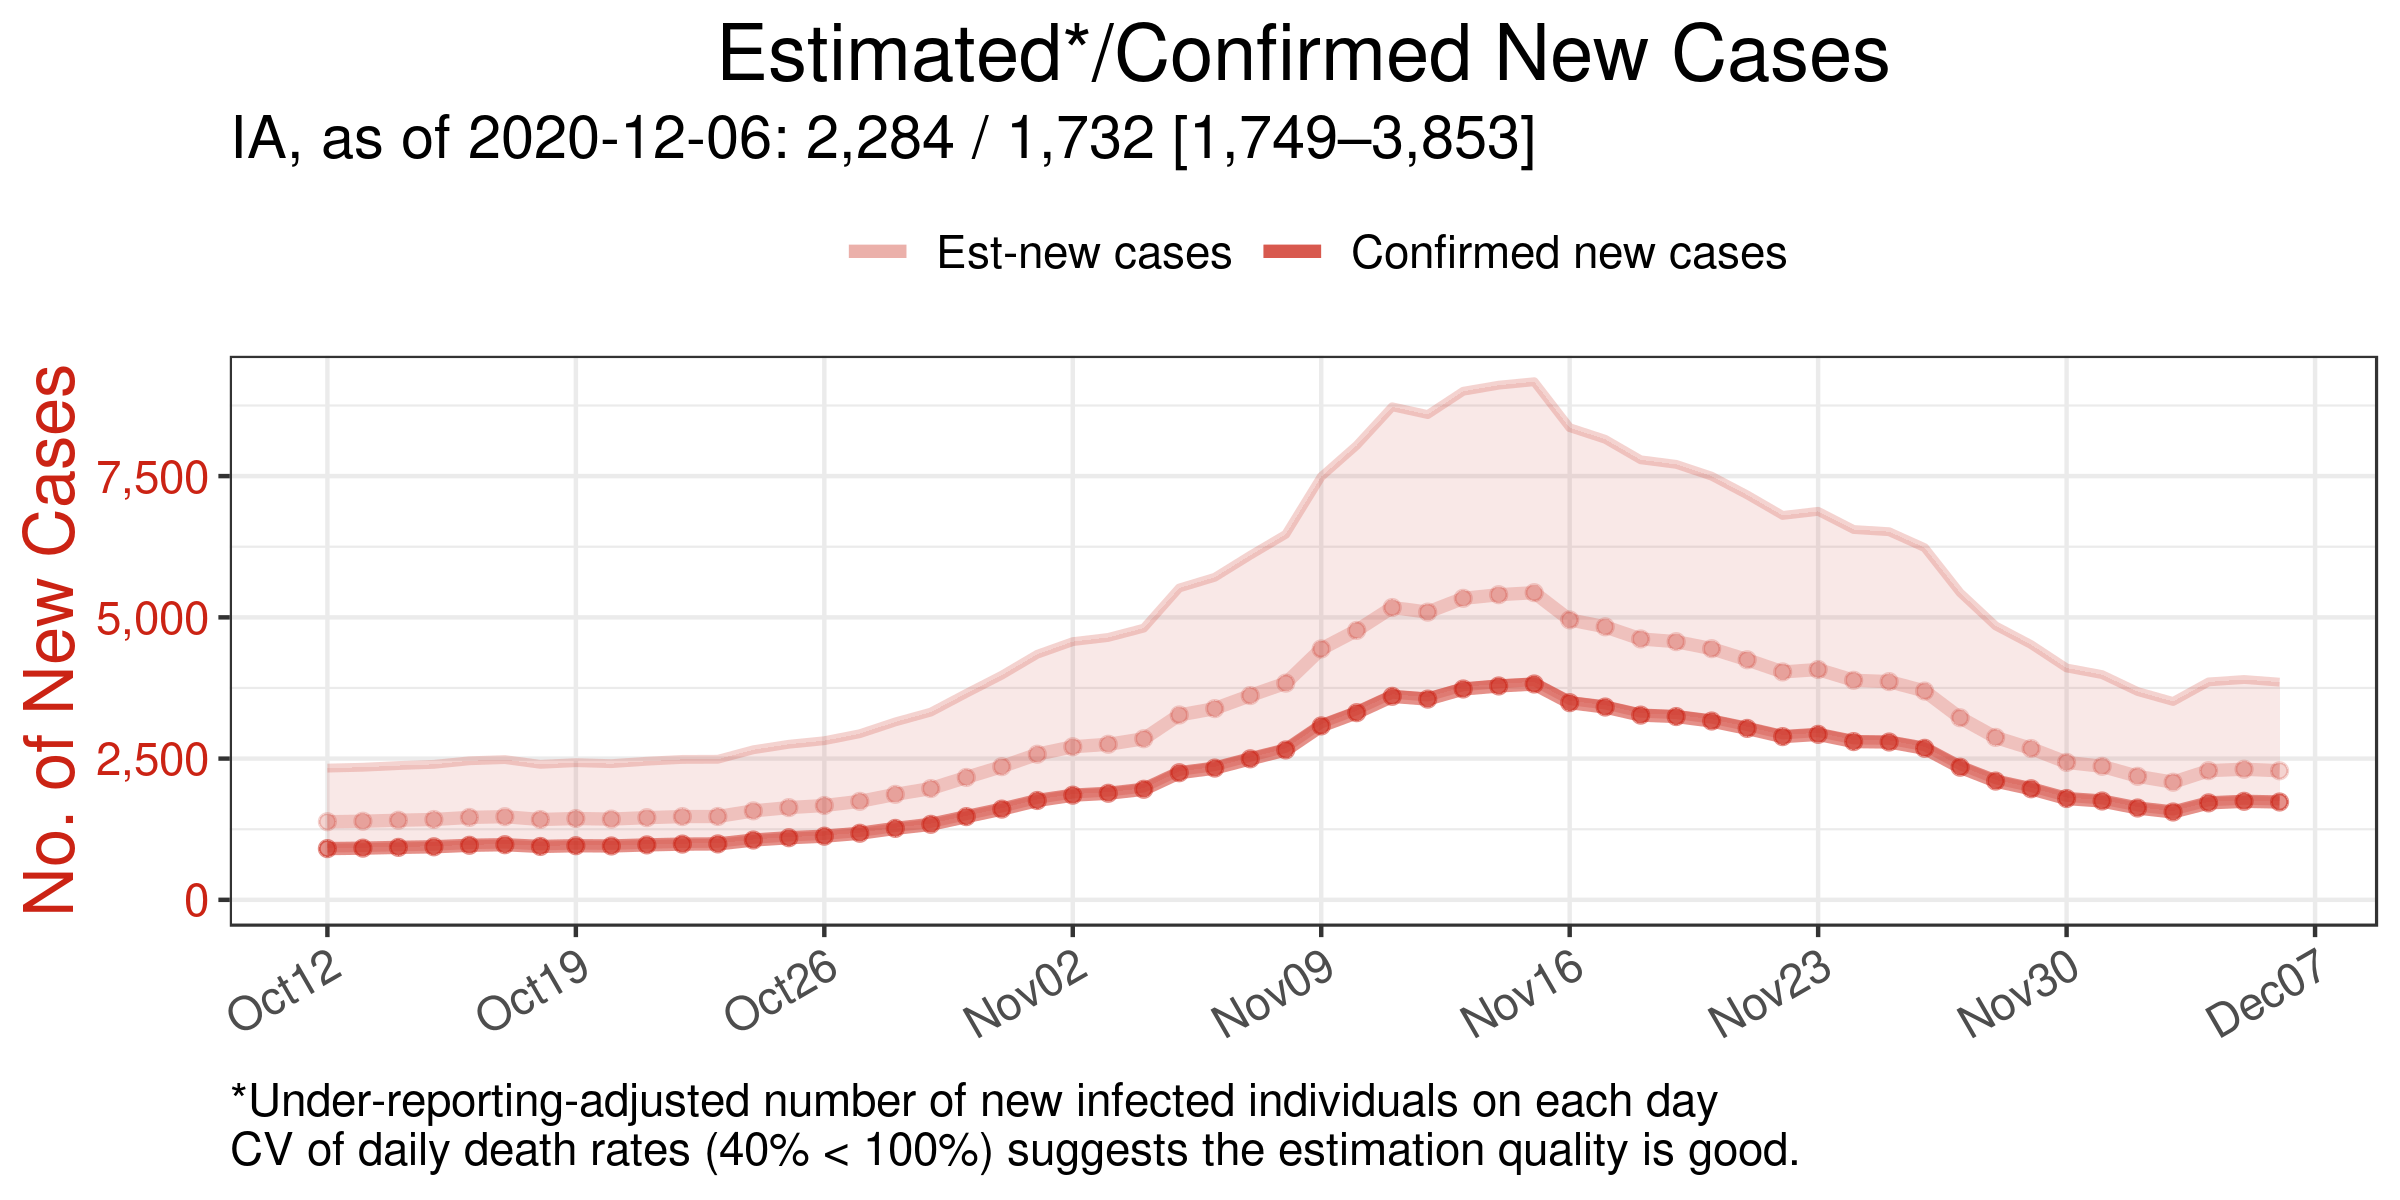 Estimated*/Confirmed New Cases
IA, as of 2020-12-06: 2,284 / 1,732 [1,749–3,853]
Est-new cases Confirmed new cases
No. of New Cases
7,500
5,000
2,500
0
Oct12 Oct19 Oct26 Nov02 Nov09 Nov16 Nov23 Nov30 Dec07
*Under-reporting-adjusted number of new infected individuals on each day
CV of daily death rates (40% < 100%) suggests the estimation quality is good.